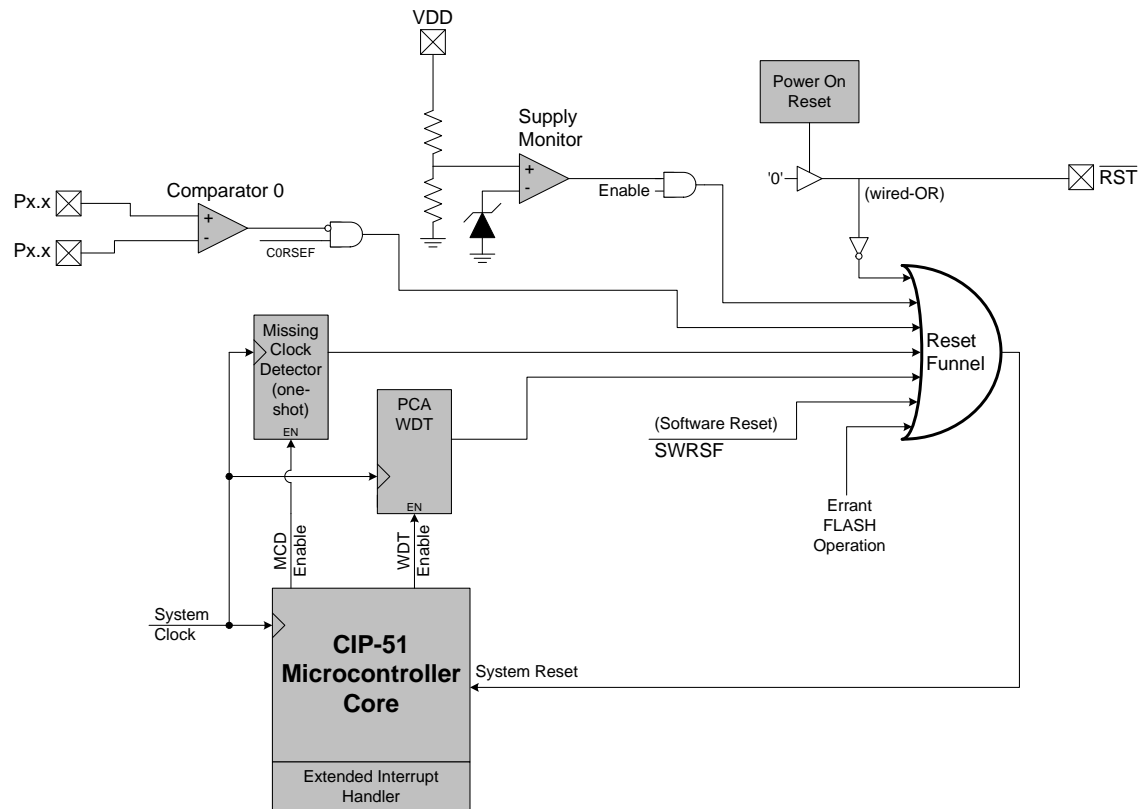 VDD
Power On
Reset
Supply
Monitor
+
-
Enable
'0'
(wired-OR)
RST
Px.x
Px.x
Comparator 0
+
-
C0RSEF
Missing
Clock
Detector
(one-
shot)
EN
PCA
WDT
EN
Reset
Funnel
(Software Reset)
SWRSF
Errant
FLASH
Operation
MCD
Enable
WDT
Enable
System
Clock
CIP-51
Microcontroller
Core
System Reset
Extended Interrupt
Handler